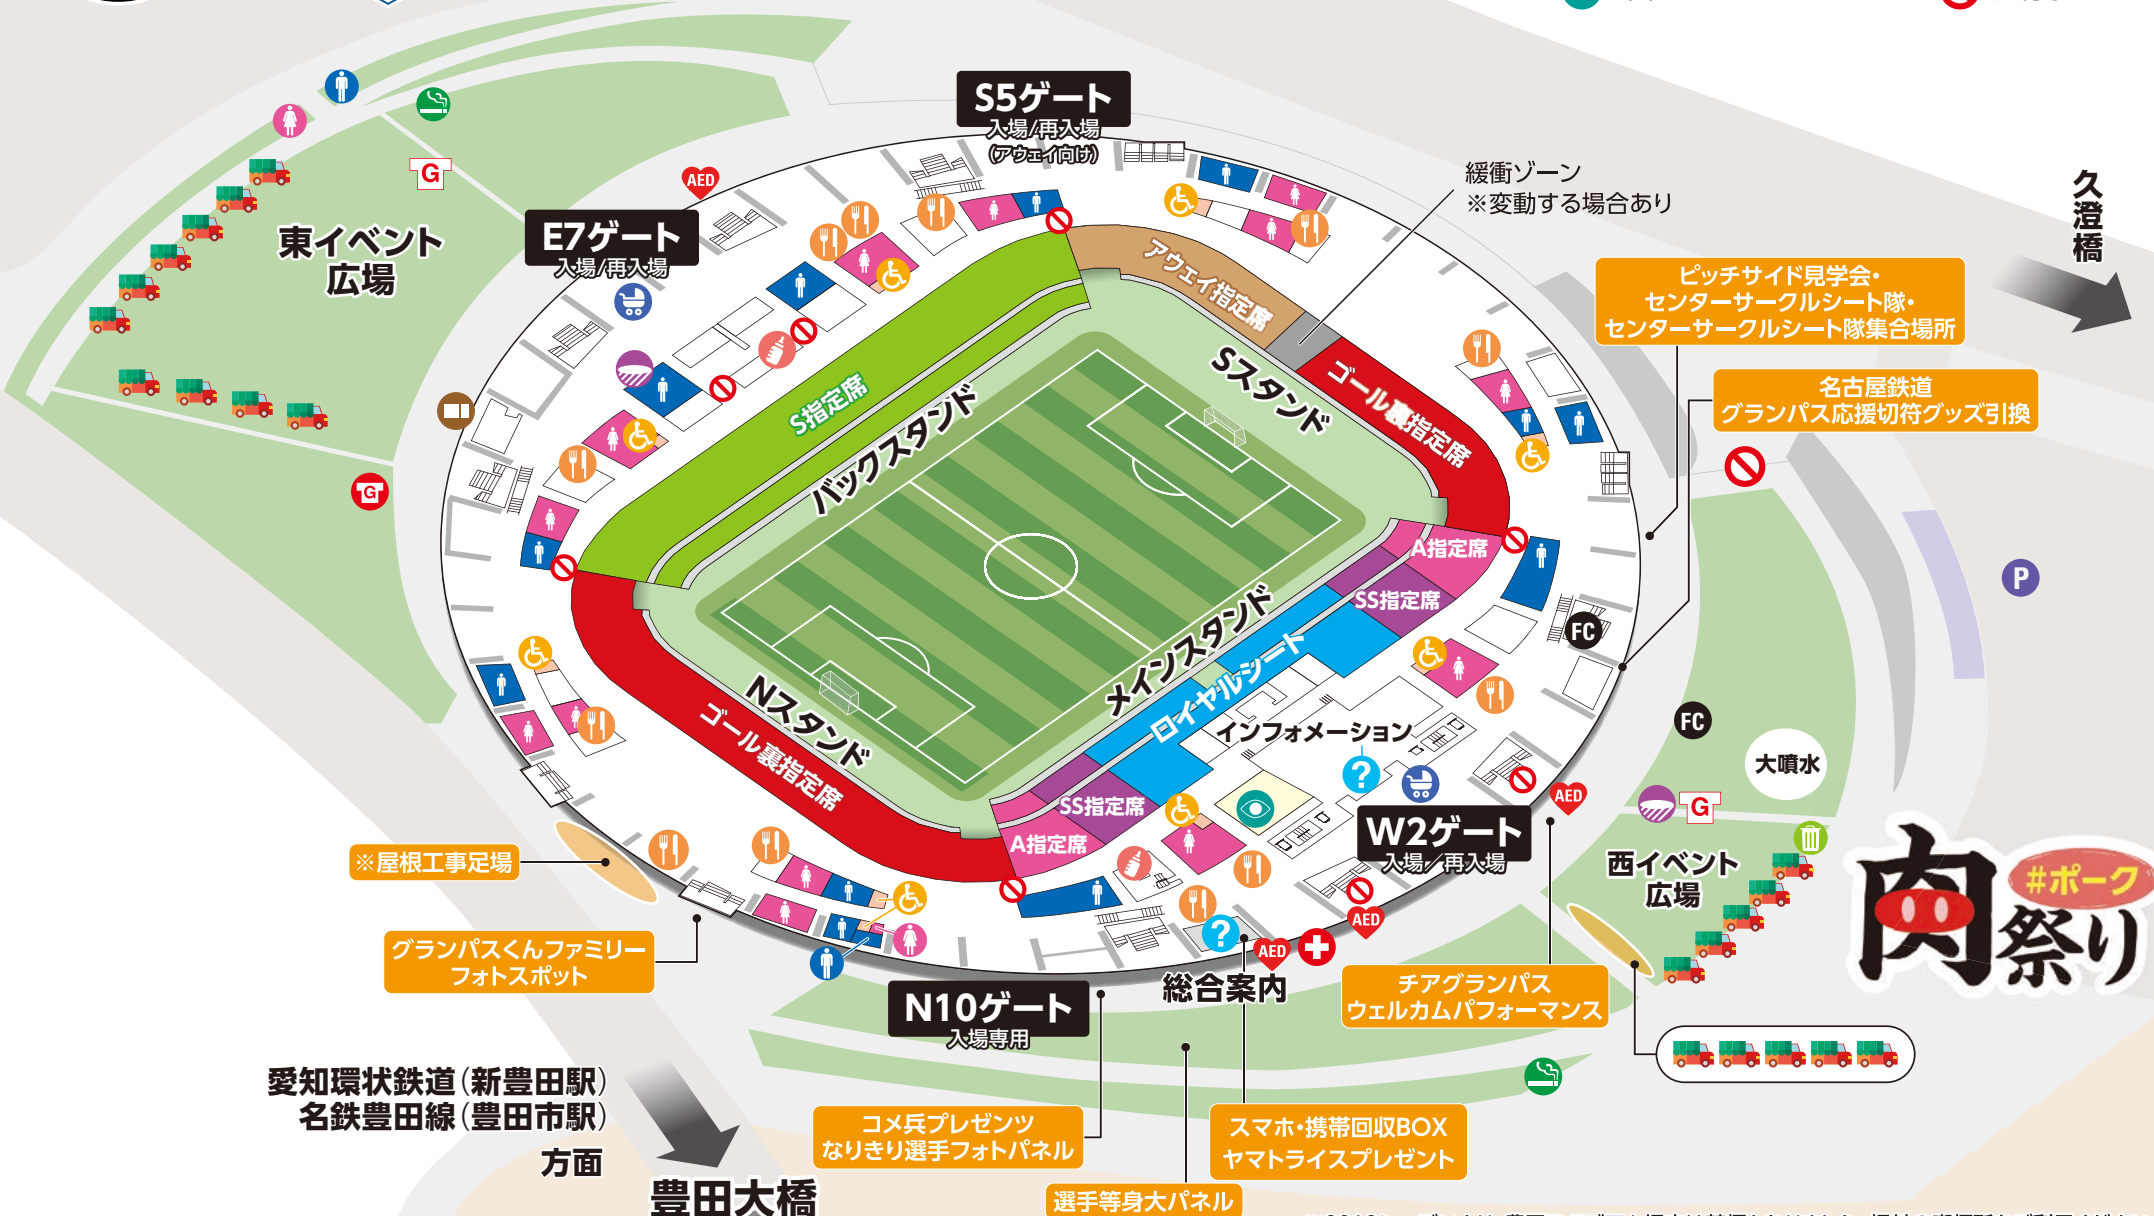 S5ゲート
入場/再入場
(アウェイ向け)
AED
G
E7ゲート
入場/再入場
東イベント
広場
G
緩衝ゾーン
※変動する場合あり
久澄橋
ピッチサイド見学会・
センターサークルシート隊・
センターサークルシート隊集合場所
名古屋鉄道
グランパス応援切符グッズ引換
アウェイ指定席
Sスタンド
ゴール裏指定席
S指定席
バックスタンド
A指定席
SS指定席
P
FC
メインスタンド
ロイヤルシート
インフォメーション
?
Nスタンド
ゴール裏指定席
SS指定席
A指定席
FC
大噴水
AED
G
W2ゲート
入場/再入場
西イベント
広場
肉祭り
#ポーク
※屋根工事足場
グランパスくんファミリー
フォトスポット
?
AED
AED
総合案内
N10ゲート
入場専用
チアグランパス
ウェルカムパフォーマンス
愛知環状鉄道(新豊田駅)
名鉄豊田線(豊田市駅)
方面
豊田大橋
コメ兵プレゼンツ
なりきり選手フォトパネル
スマホ・携帯回収BOX
ヤマトライスプレゼント
選手等身大パネル